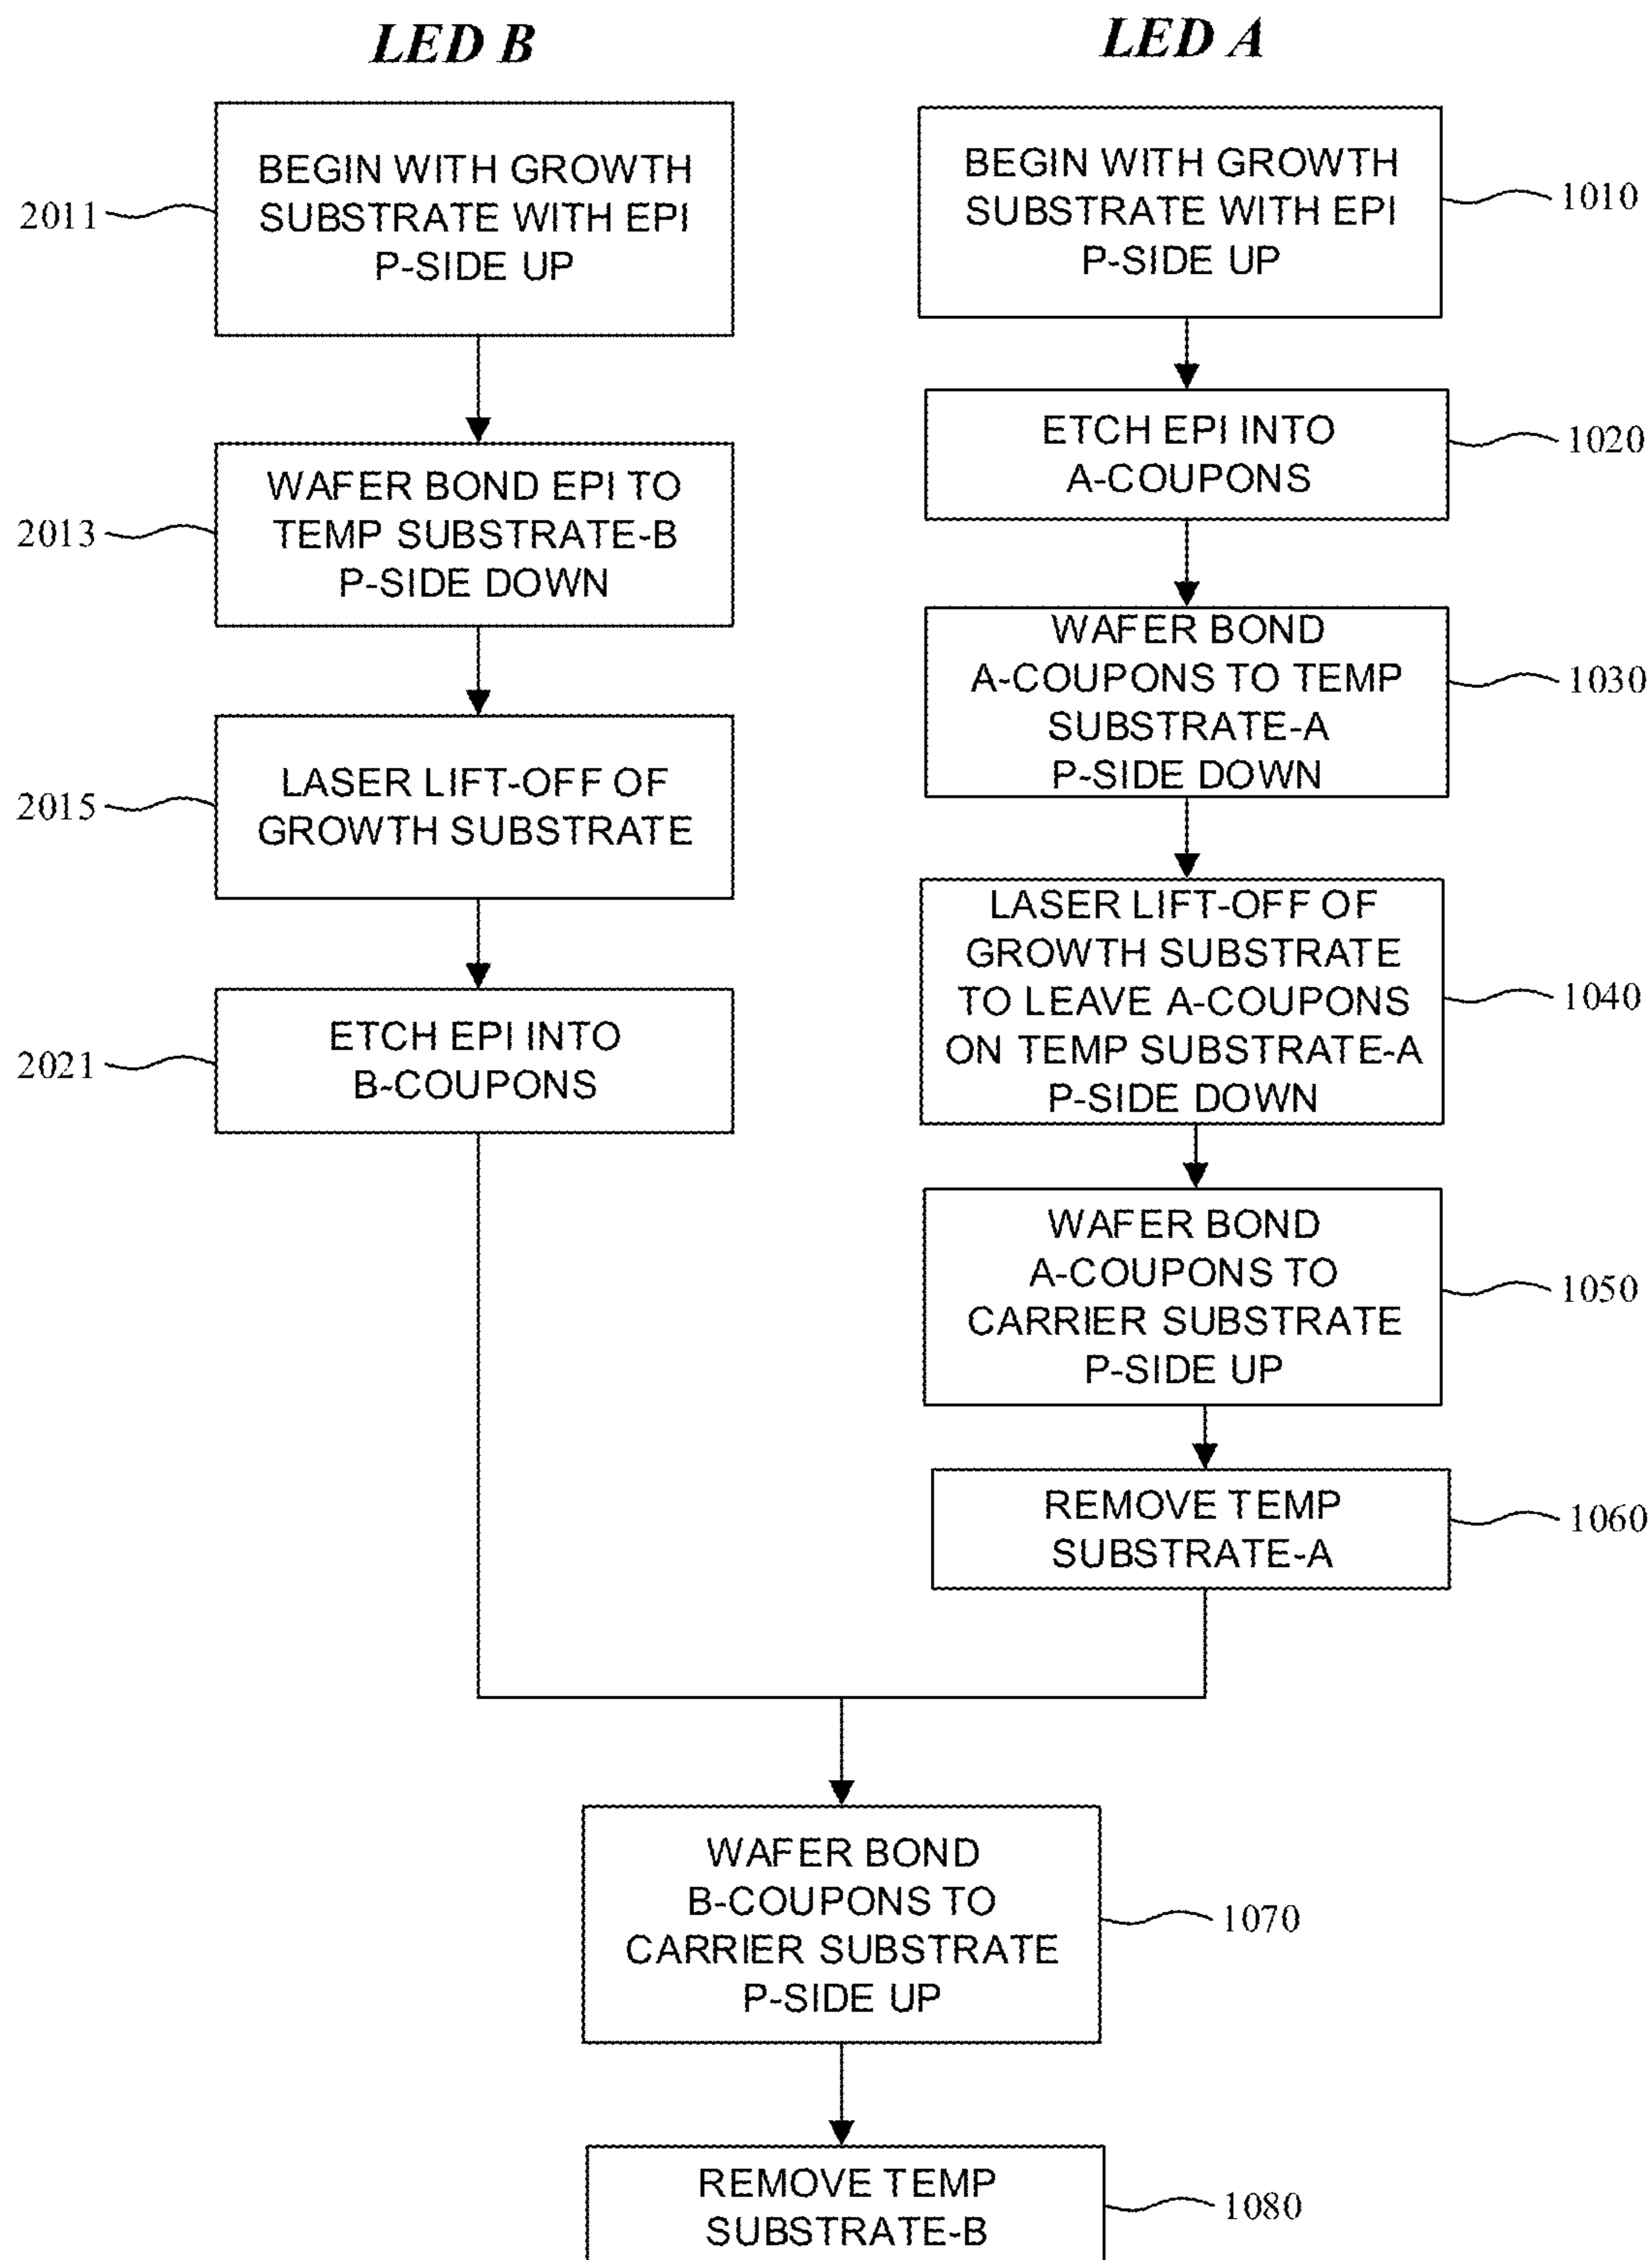 LED B
2011
BEGIN WITH GROWTH
SUBSTRATE WITH EPI
P-SIDE UP
2013
WAFER BOND EPI TO
TEMP SUBSTRATE-B
P-SIDE DOWN
2015
LASER LIFT-OFF OF
GROWTH SUBSTRATE
2021
ETCH EPI INTO
B-COUPONS
LED A
BEGIN WITH GROWTH
SUBSTRATE WITH EPI
P-SIDE UP
1010
ETCH EPI INTO
A-COUPONS
1020
WAFER BOND
A-COUPONS TO TEMP
SUBSTRATE-A
P-SIDE DOWN
1030
LASER LIFT-OFF OF
GROWTH SUBSTRATE
TO LEAVE A-COUPONS
ON TEMP SUBSTRATE-A
P-SIDE DOWN
1040
WAFER BOND
A-COUPONS TO
CARRIER SUBSTRATE
P-SIDE UP
1050
REMOVE TEMP
SUBSTRATE-A
1060
WAFER BOND
B-COUPONS TO
CARRIER SUBSTRATE
P-SIDE UP
1070
REMOVE TEMP
SUBSTRATE-B
1080